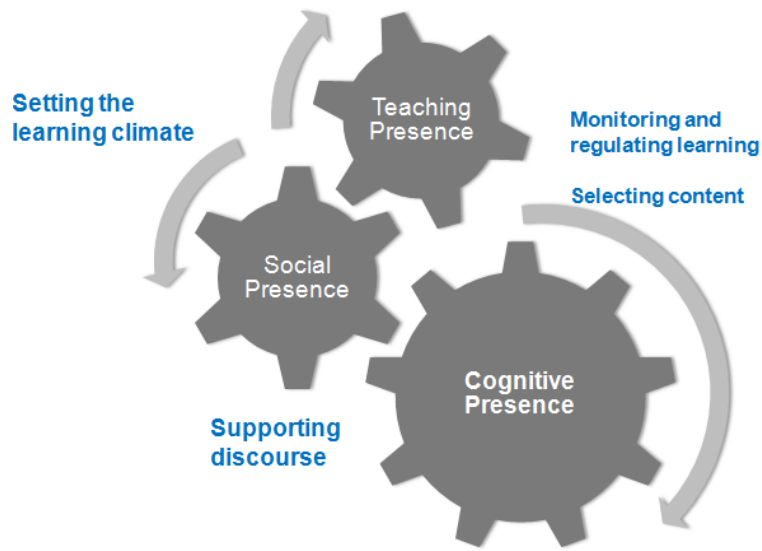 Teaching
Presence
Setting the
learning climate
Monitoring and
regulating learning
Selecting content
Social
Presence
Cognitive
Presence
Supporting
discourse